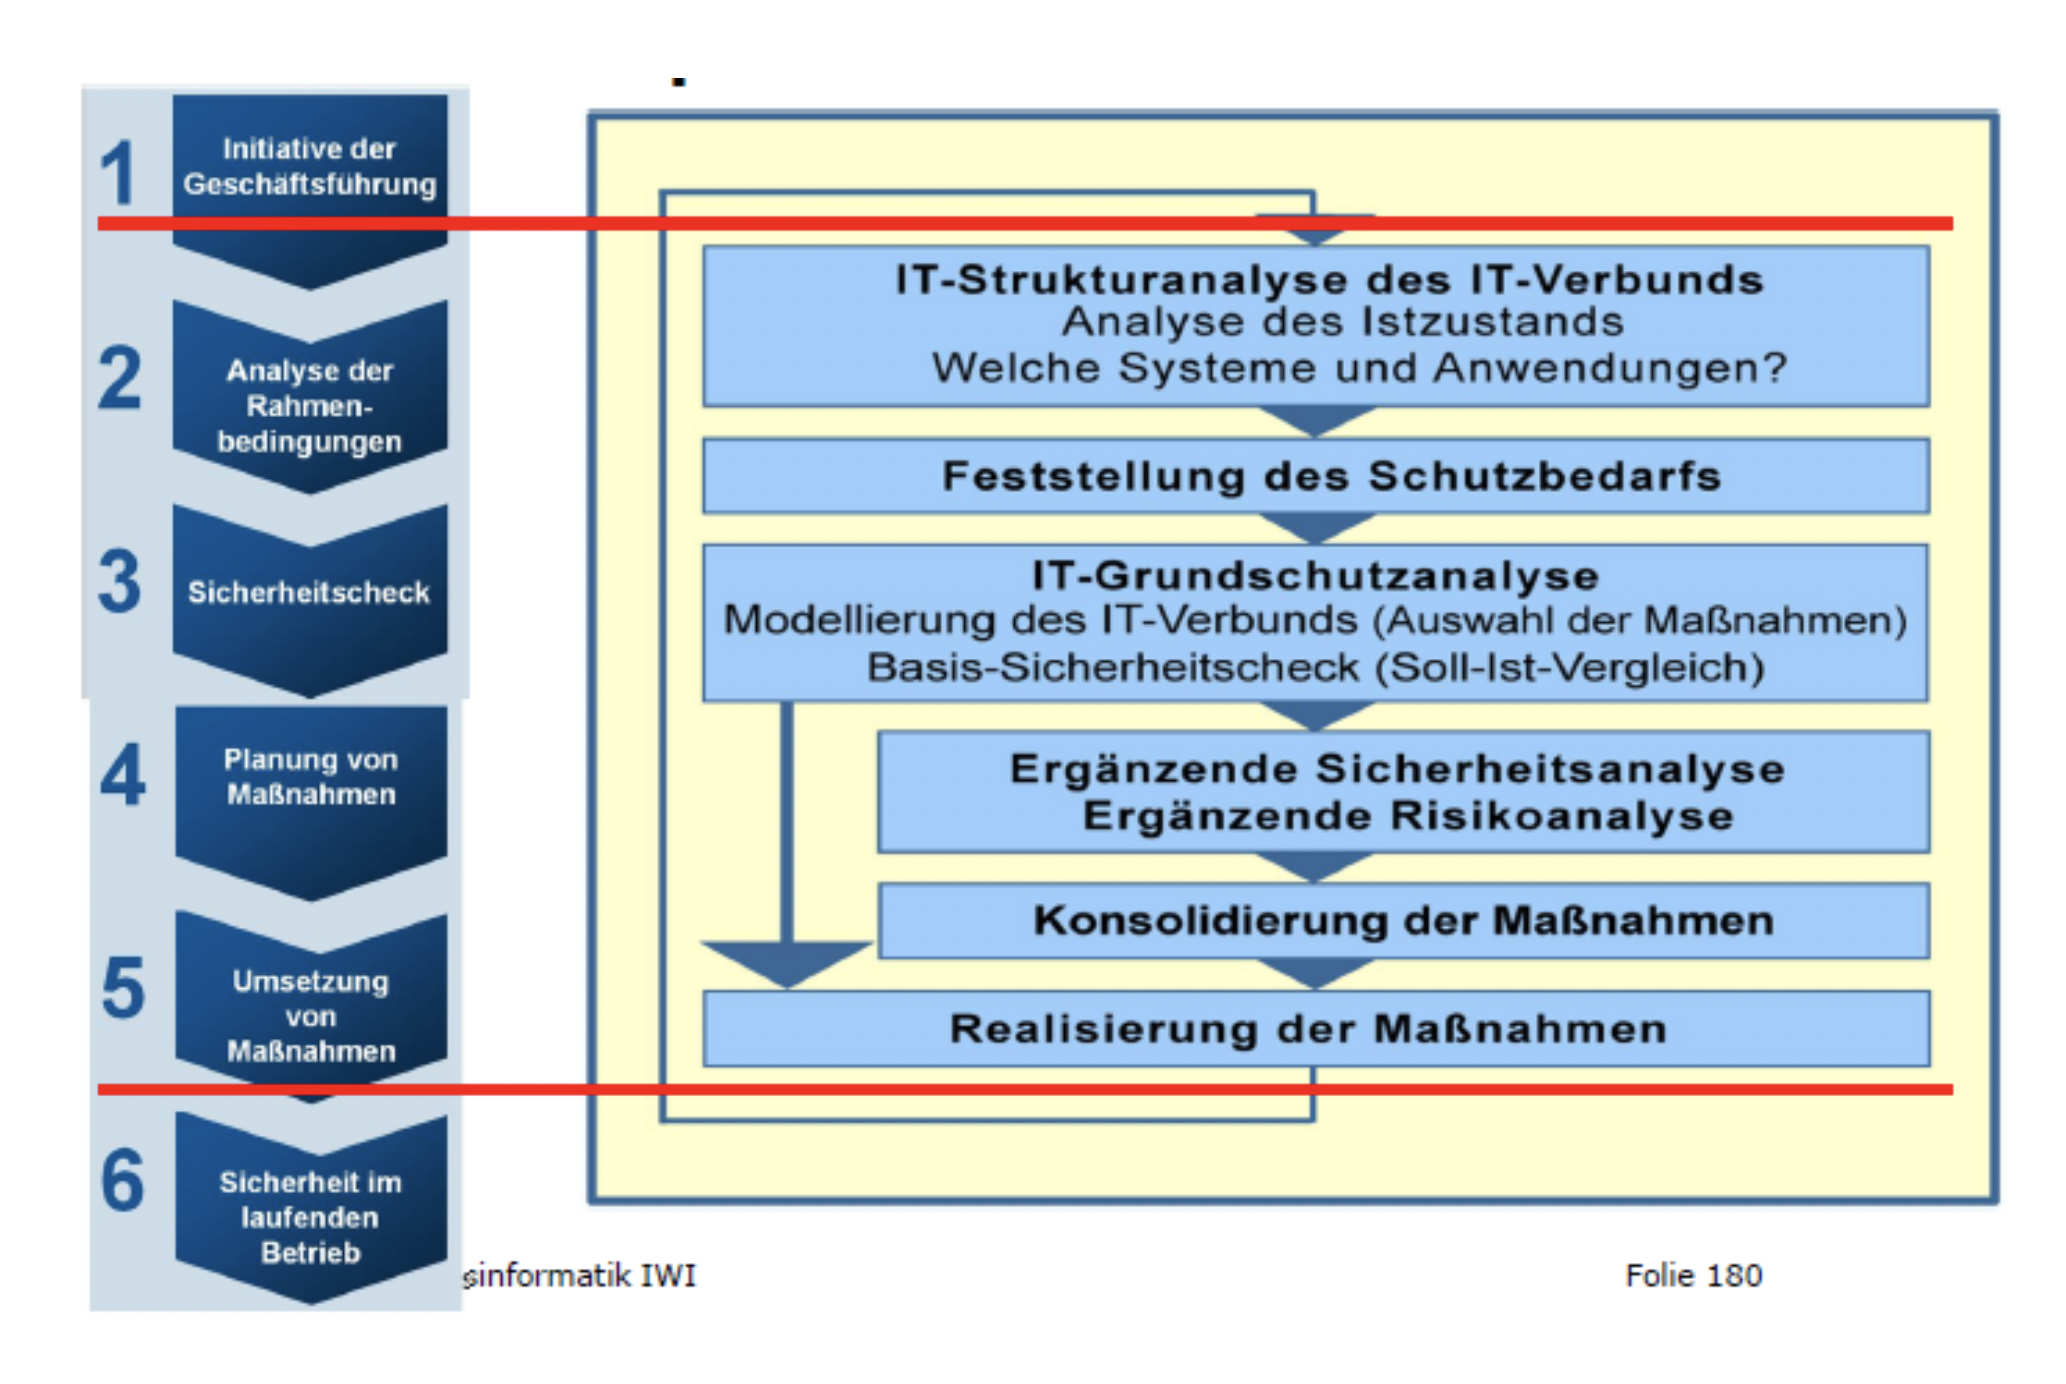 1
Initiative der
Geschäftsführung
2
Analyse der
Rahmen-
bedingungen
3
Sicherheitscheck
4
Planung von
Maßnahmen
5
Umsetzung
von
Maßnahmen
6
Sicherheit im
laufenden
Betrieb
IT-Strukturanalyse des IT-Verbunds
Analyse des Istzustands
Welche Systeme und Anwendungen?
Feststellung des Schutzbedarfs
IT-Grundschutzanalyse
Modellierung des IT-Verbunds (Auswahl der Maßnahmen)
Basis-Sicherheitscheck (Soll-Ist-Vergleich)
Ergänzende Sicherheitsanalyse
Ergänzende Risikoanalyse
Konsolidierung der Maßnahmen
Realisierung der Maßnahmen
sinformatik IWI
Folie 180